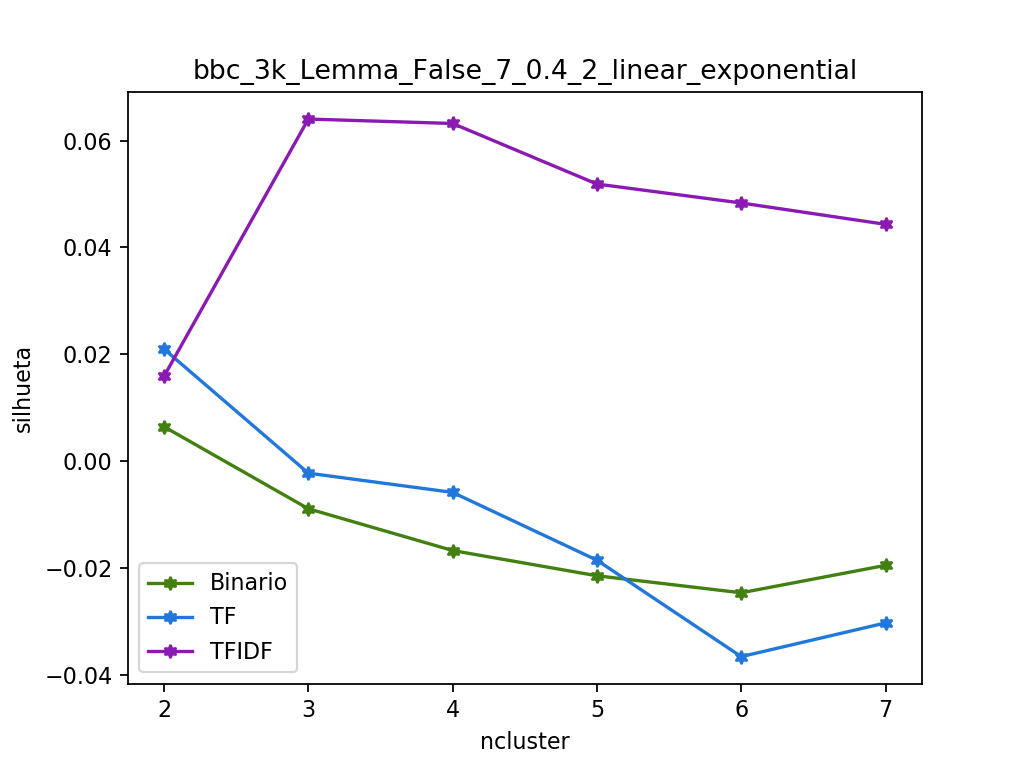 bbc_3k_Lemma_False_7_0.4_2_linear_exponential
0.06
0.04
0.02
0.00
−0.02
−0.04
silhueta
Binario
TF
TFIDF
2 3 4 5 6 7
ncluster